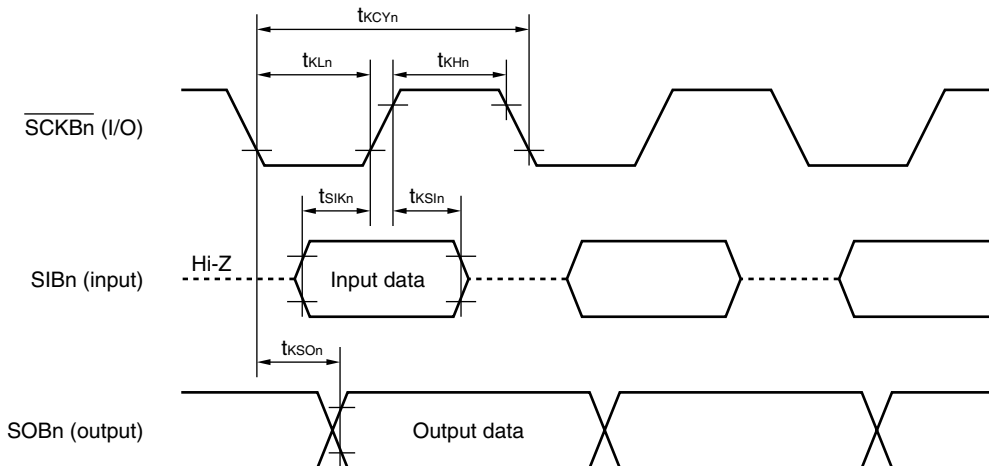 tKCYn
tKLn
tKHn
SCKBn (I/O)
tSIKn
tKSIn
Hi-Z
SIBn (input)
Input data
tKSOn
SOBn (output)
Output data